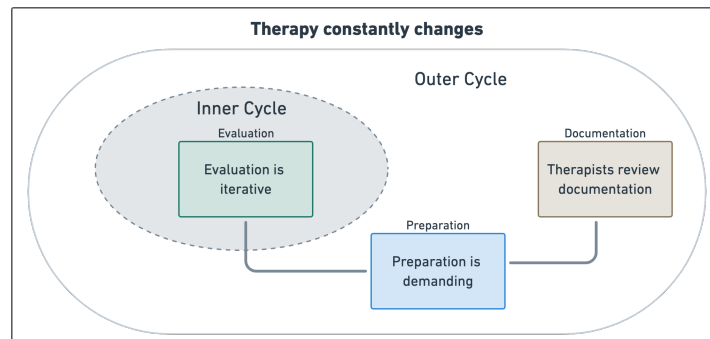 Therapy constantly changes
Outer Cycle
Inner Cycle
Evaluation
Evaluation is
iterative
Documentation
Therapists review
documentation
Preparation
Preparation is
demanding